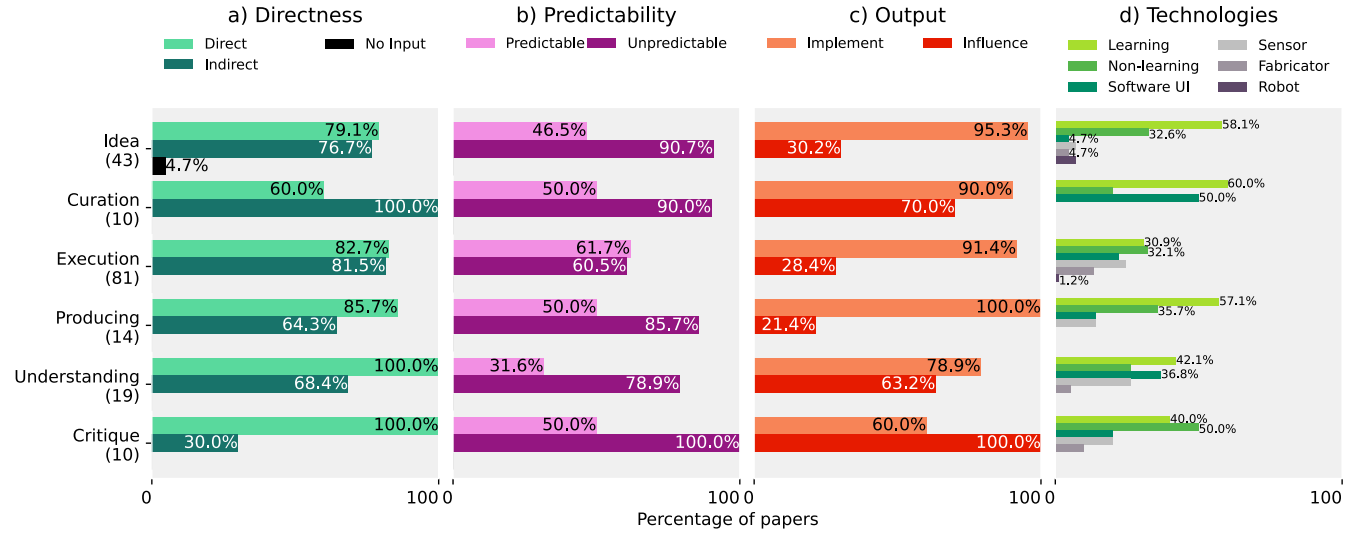 a) Directness
b) Predictability
c) Output
d) Technologies
Direct
No Input
Indirect
Predictable
Unpredictable
Implement
Influence
Learning
Sensor
Non-learning
Fabricator
Software UI
Robot
Idea
(43)
79.1%
76.7%
4.7%
46.5%
90.7%
95.3%
30.2%
58.1%
32.6%
4.7%
4.7%
Curation
(10)
60.0%
100.0%
50.0%
90.0%
90.0%
70.0%
60.0%
50.0%
Execution
(81)
82.7%
81.5%
61.7%
60.5%
91.4%
28.4%
30.9%
32.1%
1.2%
Producing
(14)
85.7%
64.3%
50.0%
85.7%
100.0%
21.4%
57.1%
35.7%
Understanding
(19)
100.0%
68.4%
31.6%
78.9%
78.9%
63.2%
42.1%
36.8%
Critique
(10)
100.0%
30.0%
50.0%
100.0%
60.0%
100.0%
40.0%
50.0%
0 100 0 100 0 100 0 100
Percentage of papers